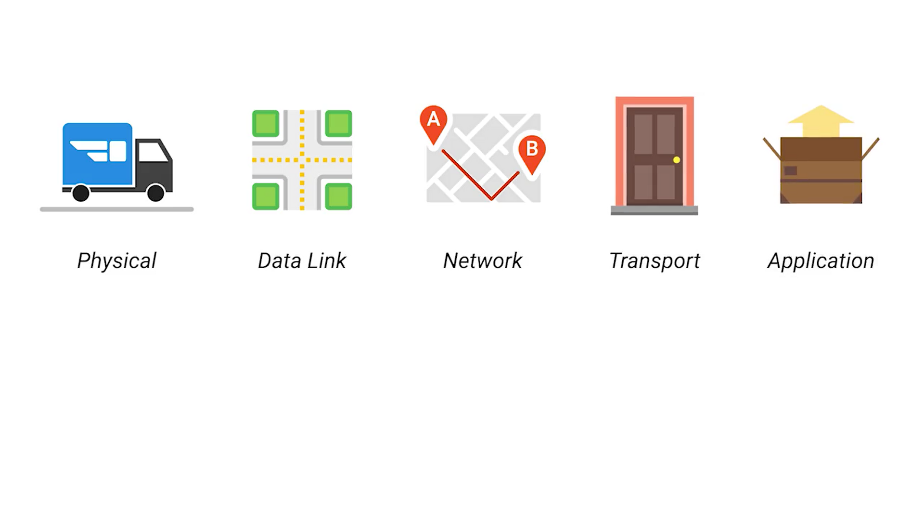 A
B
Physical
Data Link
Network
Transport
Application